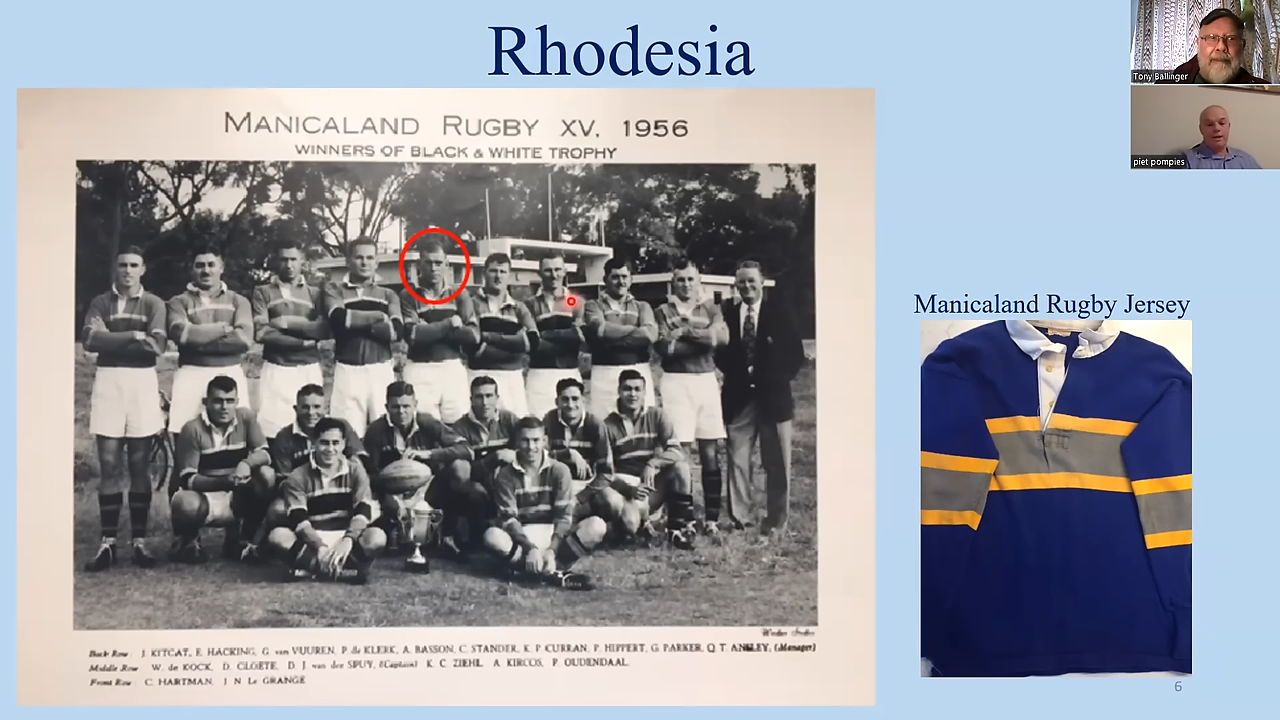 Rhodesia
Tony Ballinger
piet pompies
MANICALAND RUGBY XV. 1956
WINNERS OF BLACK & WHITE TROPHY
Manicaland Rugby Jersey
Back Row: J. KITCAT, E. HACKING, G. van VUUREN, P. de KLERK, A. BASSON, C. STANDER, K. P. CURRAN, P. HIPPERT, G. PARKER, Q. T. ANSLEY, (Manager)
Middle Row: W. de KOCK, D. CLOETE, D. J. van der SPUY, (Captain) K. C. ZIEHL, A. KIRCOS, P. OUDENDAAL
Front Row: C. HARTMAN, J. N. Le GRANGE
6